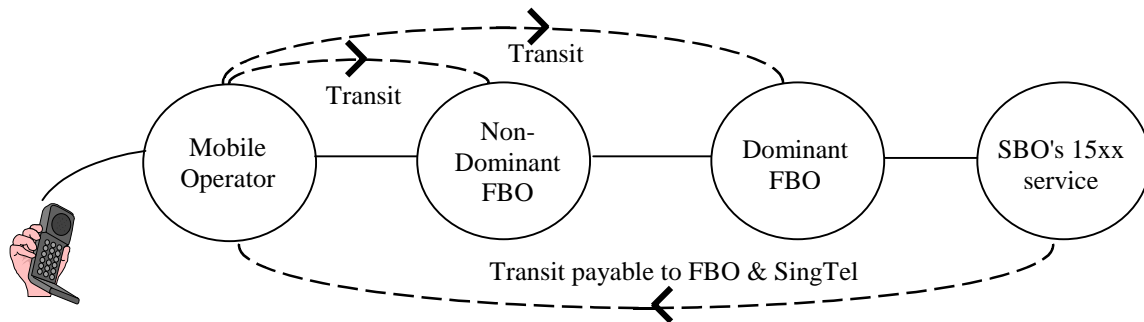 Transit
Transit
Mobile
Operator
Non-
Dominant
FBO
Dominant
FBO
SBO's 15xx
service
Transit payable to FBO & SingTel